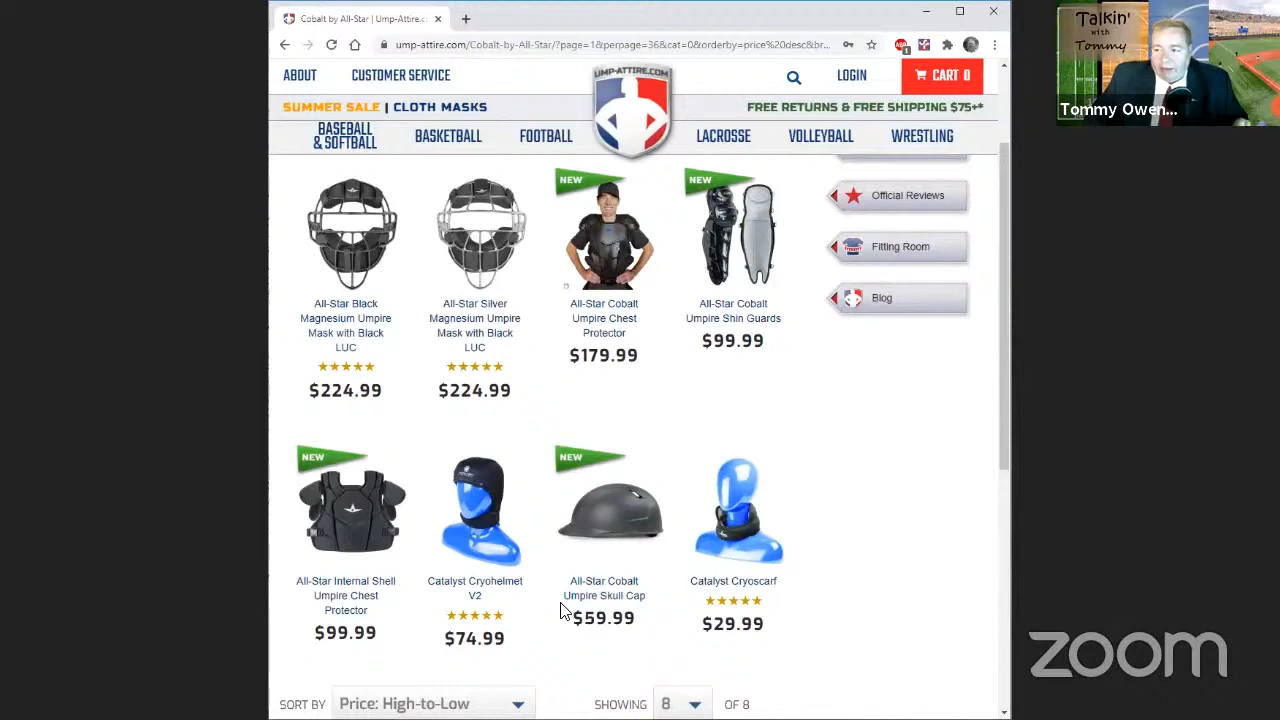 Cobalt by All-Star | Ump-Attire.c
ump-attire.com/Cobalt-by-All-Star/?page=1&perpage=36&cat=0&orderby=price%20desc&br...
Talkin'
with
Tommy
Tommy Owen...
ABOUT
CUSTOMER SERVICE
UMP-ATTIRE.COM
LOGIN
CART 0
SUMMER SALE | CLOTH MASKS
FREE RETURNS & FREE SHIPPING $75+*
BASEBALL
& SOFTBALL
BASKETBALL
FOOTBALL
LACROSSE
VOLLEYBALL
WRESTLING
NEW
NEW
Official Reviews
Fitting Room
Blog
All-Star Black
Magnesium Umpire
Mask with Black
LUC
$224.99
All-Star Silver
Magnesium Umpire
Mask with Black
LUC
$224.99
All-Star Cobalt
Umpire Chest
Protector
$179.99
All-Star Cobalt
Umpire Shin Guards
$99.99
NEW
NEW
All-Star Internal Shell
Umpire Chest
Protector
$99.99
Catalyst Cryohelmet
V2
$74.99
All-Star Cobalt
Umpire Skull Cap
$59.99
Catalyst Cryoscarf
$29.99
SORT BY
Price: High-to-Low
SHOWING
8
OF 8
zoom